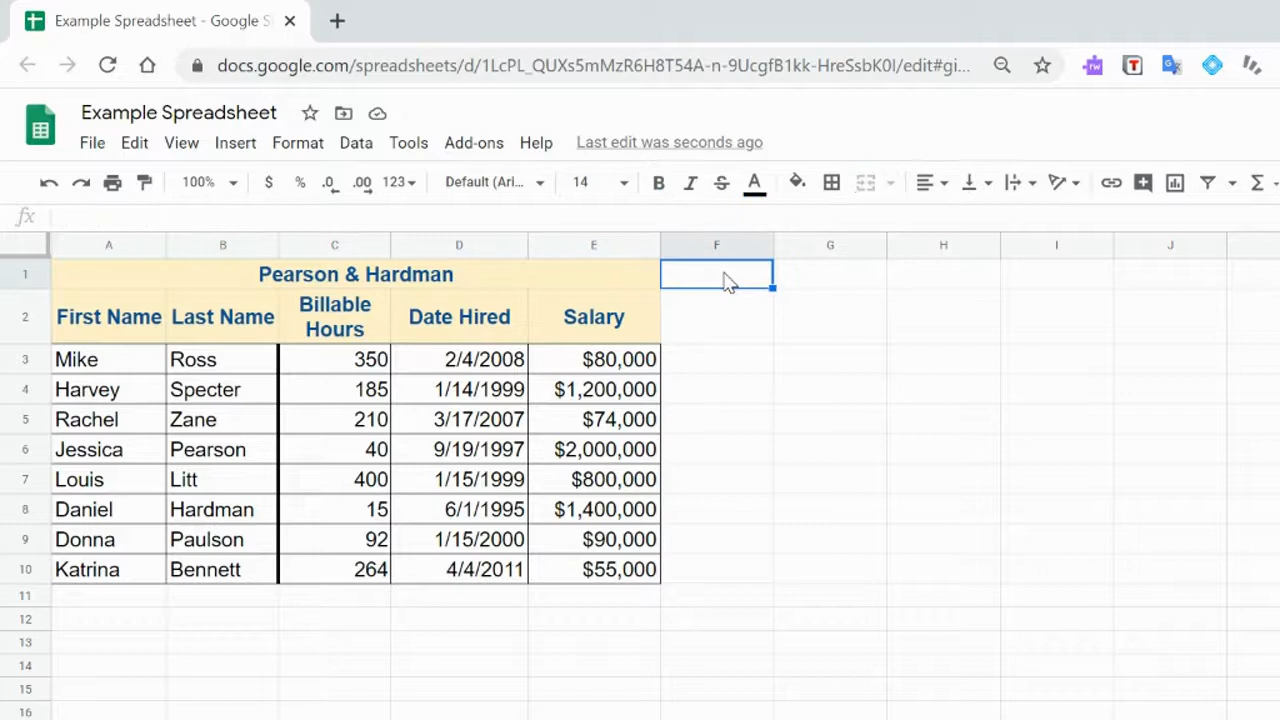 Example Spreadsheet - Google S
docs.google.com/spreadsheets/d/1LcPL_QUXs5mMzR6H8T54A-n-9UcgfB1kk-HreSsbK0I/edit#gi...
Example Spreadsheet
File Edit View Insert Format Data Tools Add-ons Help Last edit was seconds ago
100% $ % .0 .00 123 Default (Ari... 14 B I S A Σ
fx
A B C D E F G H I J
1 Pearson & Hardman
2 First Name Last Name Billable Hours Date Hired Salary
3 Mike Ross 350 2/4/2008 $80,000
4 Harvey Specter 185 1/14/1999 $1,200,000
5 Rachel Zane 210 3/17/2007 $74,000
6 Jessica Pearson 40 9/19/1997 $2,000,000
7 Louis Litt 400 1/15/1999 $800,000
8 Daniel Hardman 15 6/1/1995 $1,400,000
9 Donna Paulson 92 1/15/2000 $90,000
10 Katrina Bennett 264 4/4/2011 $55,000
11
12
13
14
15
16